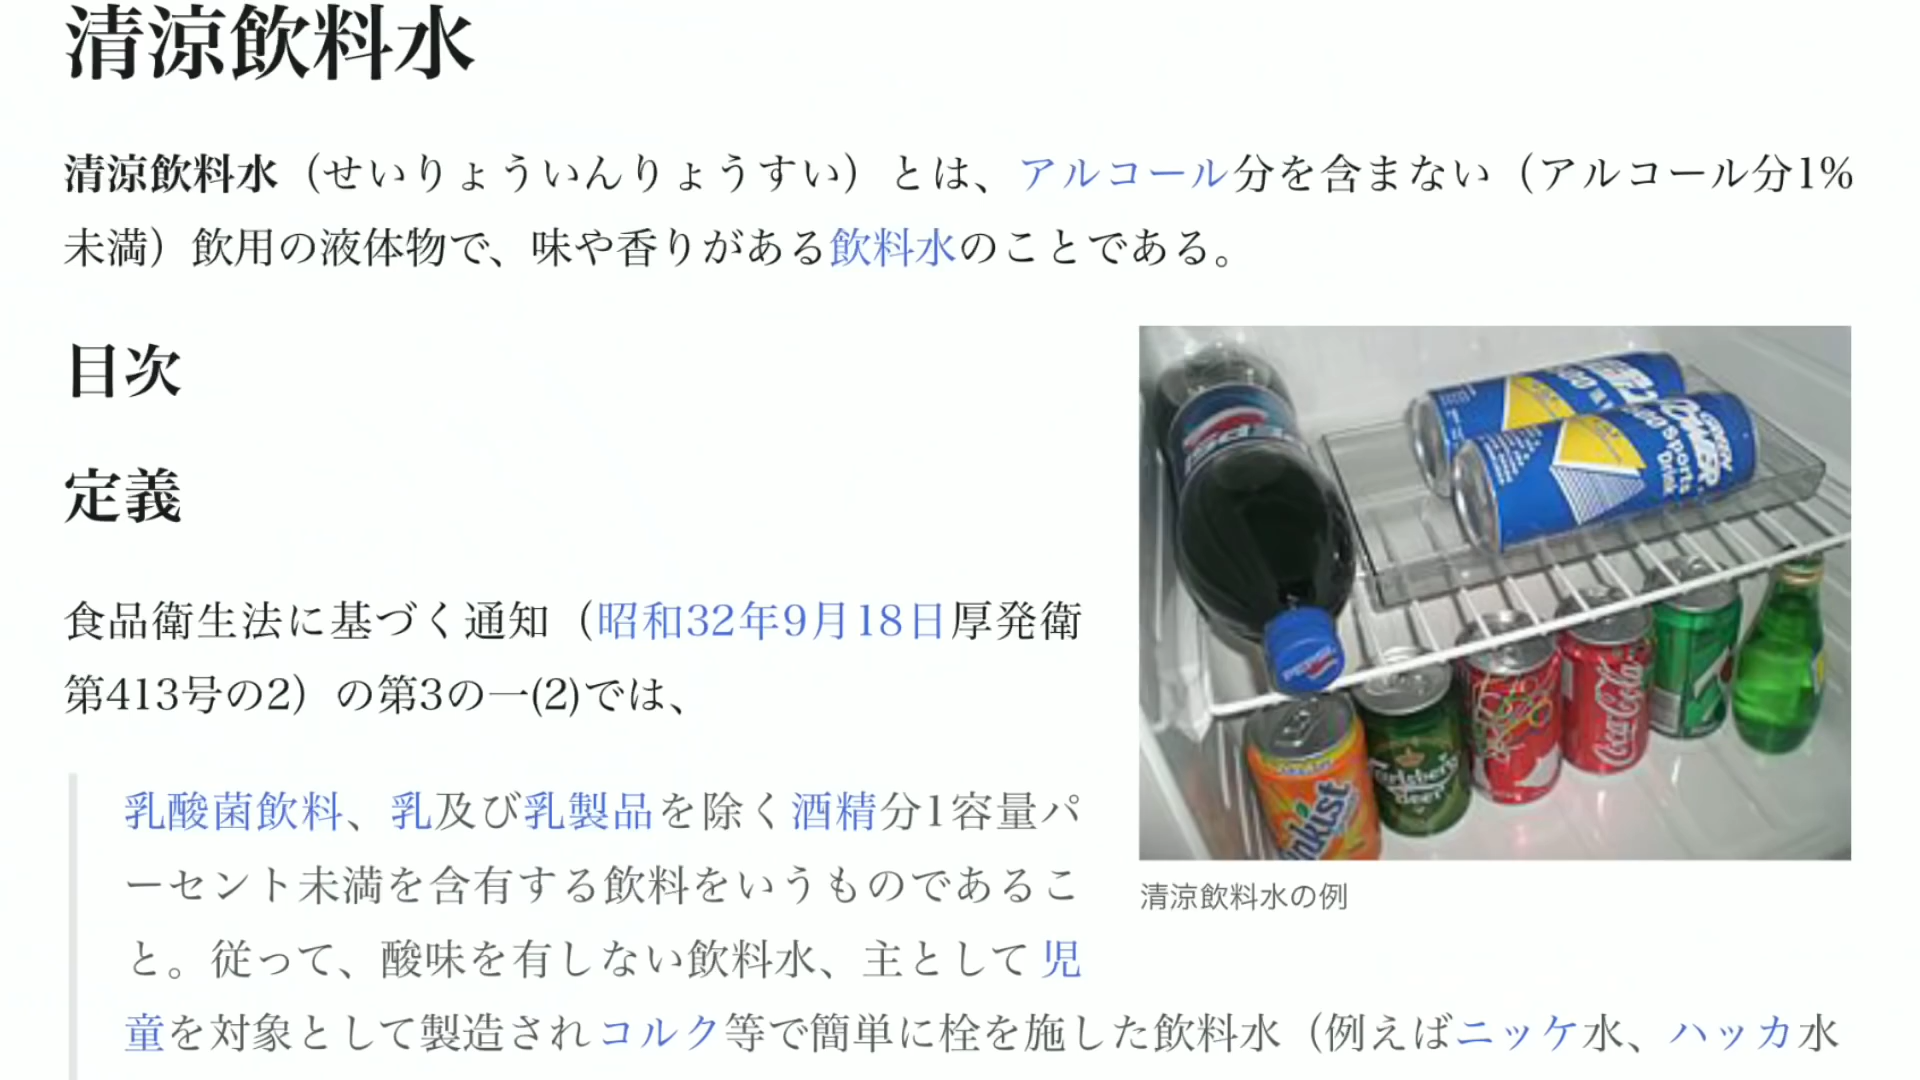 清涼飲料水
清涼飲料水（せいりょういんりょうすい）とは、アルコール分を含まない（アルコール分1%
未満）飲用の液体物で、味や香りがある飲料水のことである。
目次
定義
食品衛生法に基づく通知（昭和32年9月18日厚発衛
第413号の2）の第3の一(2)では、
乳酸菌飲料、乳及び乳製品を除く酒精分1容量パ
ーセント未満を含有する飲料をいうものであるこ
と。従って、酸味を有しない飲料水、主として児
童を対象として製造されコルク等で簡単に栓を施した飲料水（例えばニッケ水、ハッカ水
Sports
Drink
Coca-Cola
Carlsberg
beer
清涼飲料水の例